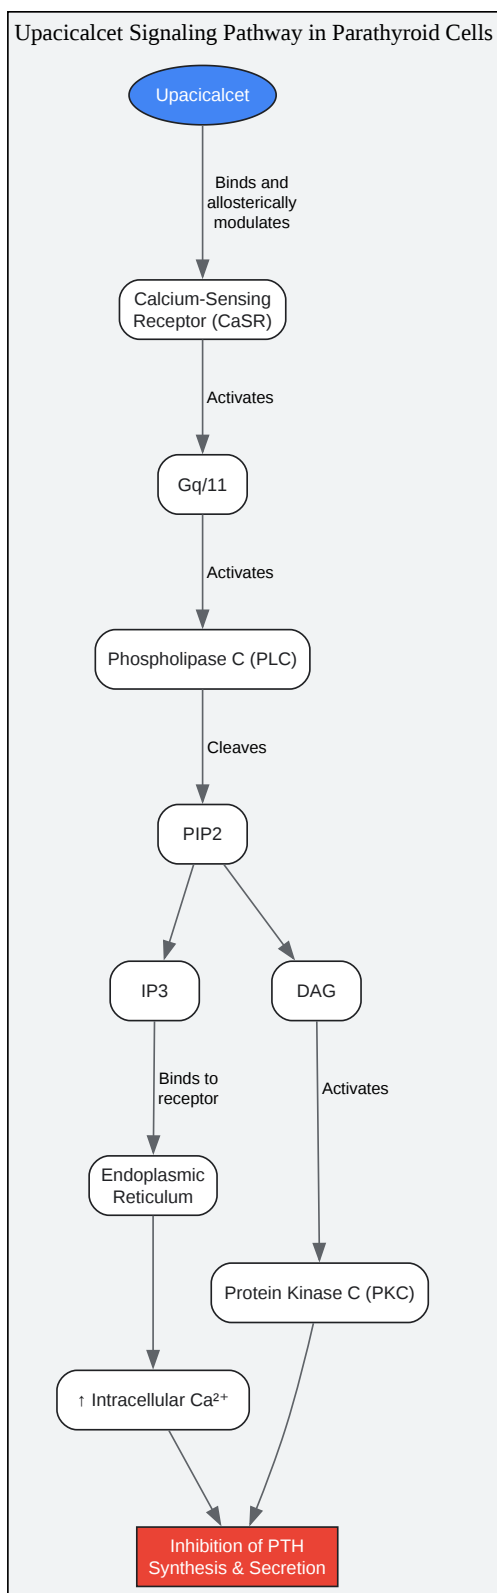 Upacicalcet Signaling Pathway in Parathyroid Cells
Upacicalcet
Binds and
allosterically
modulates
Calcium-Sensing
Receptor (CaSR)
Activates
Gq/11
Activates
Phospholipase C (PLC)
Cleaves
PIP2
IP3
DAG
Binds to
receptor
Activates
Endoplasmic
Reticulum
Protein Kinase C (PKC)
↑ Intracellular Ca²⁺
Inhibition of PTH
Synthesis & Secretion